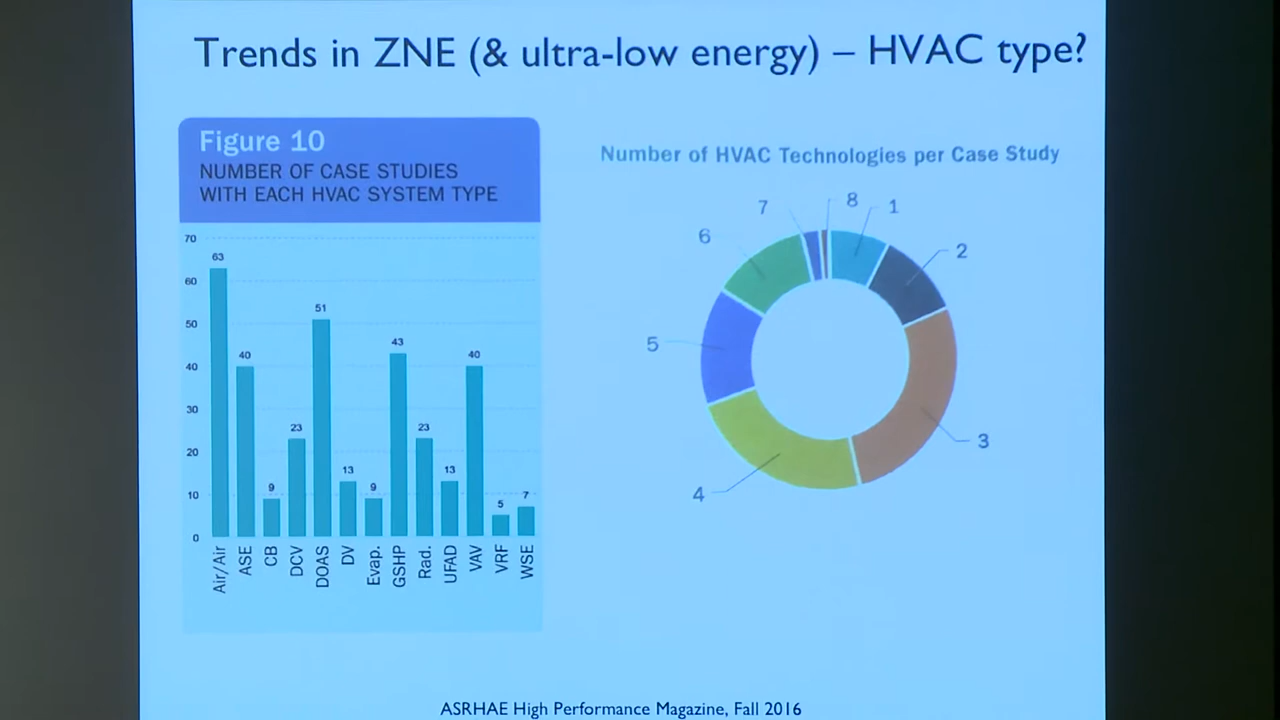 Trends in ZNE (& ultra-low energy) – HVAC type?
Figure 10
NUMBER OF CASE STUDIES
WITH EACH HVAC SYSTEM TYPE
70
60
50
40
30
20
10
0
63
40
9
23
51
13
9
43
23
13
40
5
7
Air/Air
ASE
CB
DCV
DOAS
DV
Evap.
GSHP
Rad.
UFAD
VAV
VRF
WSE
Number of HVAC Technologies per Case Study
1
2
3
4
5
6
7
8
ASRHAE High Performance Magazine, Fall 2016